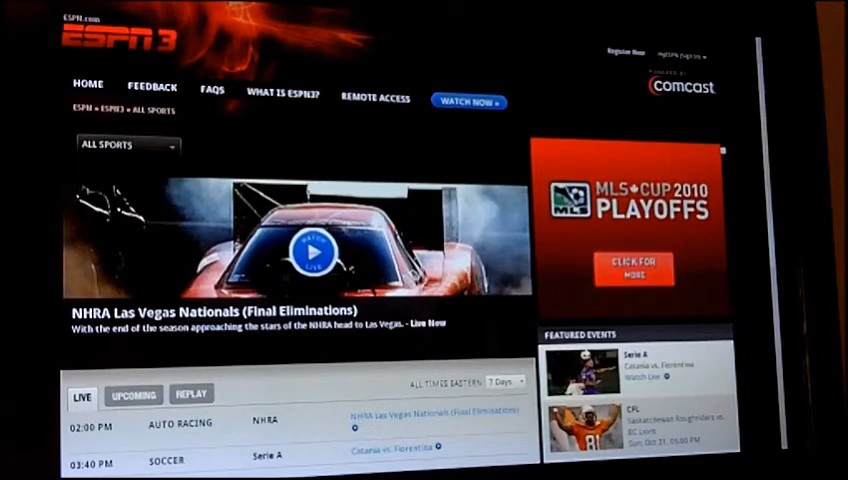 ESPN.com
ESPN3
Register Now
myESPN (Sign In)
HOME FEEDBACK FAQS WHAT IS ESPN3? REMOTE ACCESS WATCH NOW »
POWERED BY
comcast
ESPN » ESPN3 » ALL SPORTS
ALL SPORTS
WATCH
LIVE
NHRA Las Vegas Nationals (Final Eliminations)
With the end of the season approaching the stars of the NHRA head to Las Vegas. - Live Now
MLS
MLS CUP 2010
PLAYOFFS
CLICK FOR
MORE
FEATURED EVENTS
Serie A
Catania vs. Fiorentina
Watch Live
CFL
Saskatchewan Roughriders vs.
BC Lions
Sun, Oct 31, 05:00 PM
81
ALL TIMES EASTERN 7 Days
LIVE UPCOMING REPLAY
02:00 PM AUTO RACING NHRA NHRA Las Vegas Nationals (Final Eliminations)
03:40 PM SOCCER Serie A Catania vs. Fiorentina